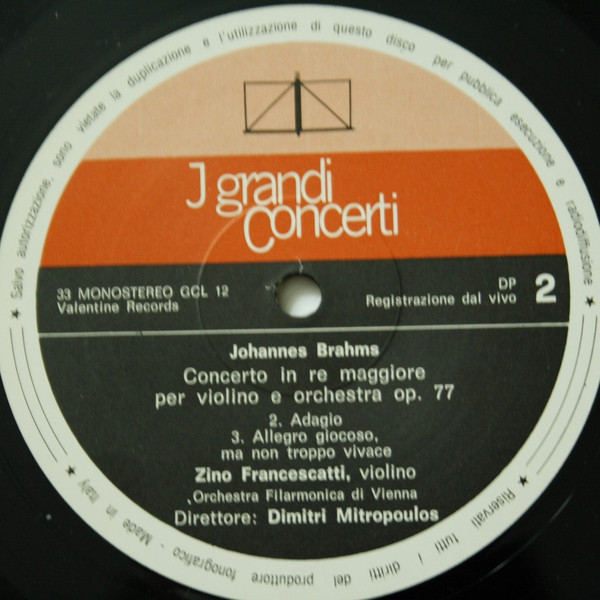 J grandi
Concerti
33 MONOSTEREO GCL 12
Valentine Records
DP
Registrazione dal vivo
2
Johannes Brahms
Concerto in re maggiore
per violino e orchestra op. 77
2. Adagio
3. Allegro giocoso,
ma non troppo vivace
Zino Francescatti, violino
Orchestra Filarmonica di Vienna
Direttore: Dimitri Mitropoulos
★ Riservati tutti i diritti del produttore fonografico - Made in Italy ★ Salvo autorizzazione, sono vietate la duplicazione e l'utilizzazione di questo disco per pubblica esecuzione e radiodiffusione ★